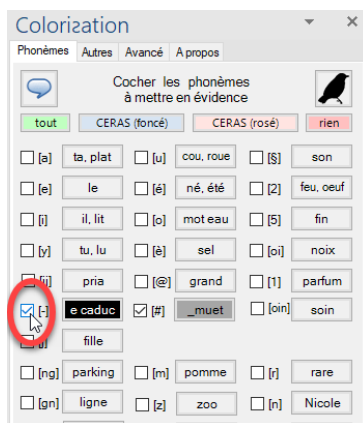 Colorization
Phonèmes Autres Avancé A propos
Cocher les phonèmes
à mettre en évidence
tout CERAS (foncé) CERAS (rosé) rien
[a] ta, plat [u] cou, roue [§] son
[e] le [é] né, été [2] feu, oeuf
[i] il, lit [o] mot eau [5] fin
[y] tu, lu [è] sel [oi] noix
[ij] pria [@] grand [1] parfum
[-] e caduc [#] _muet [oin] soin
[j] fille
[ng] parking [m] pomme [r] rare
[gn] ligne [z] zoo [n] Nicole